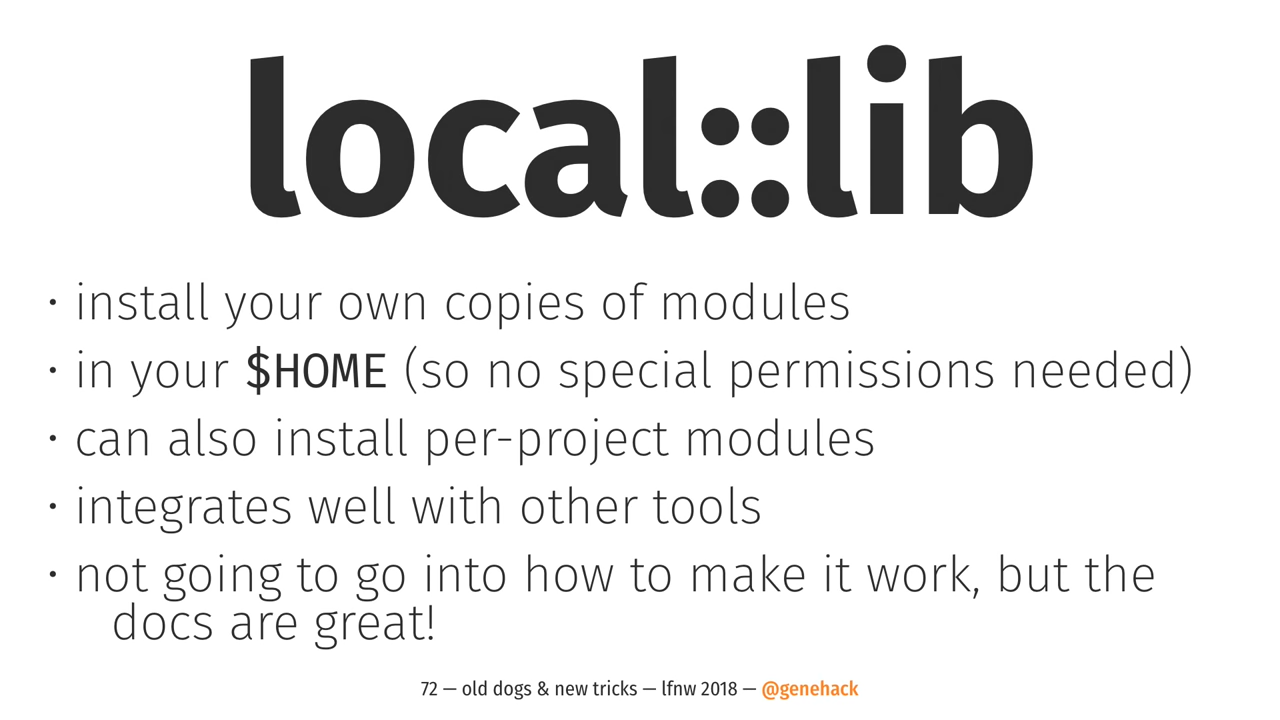 local::lib
· install your own copies of modules
· in your $HOME (so no special permissions needed)
· can also install per-project modules
· integrates well with other tools
· not going to go into how to make it work, but the
docs are great!
72 — old dogs & new tricks — lfnw 2018 — @genehack